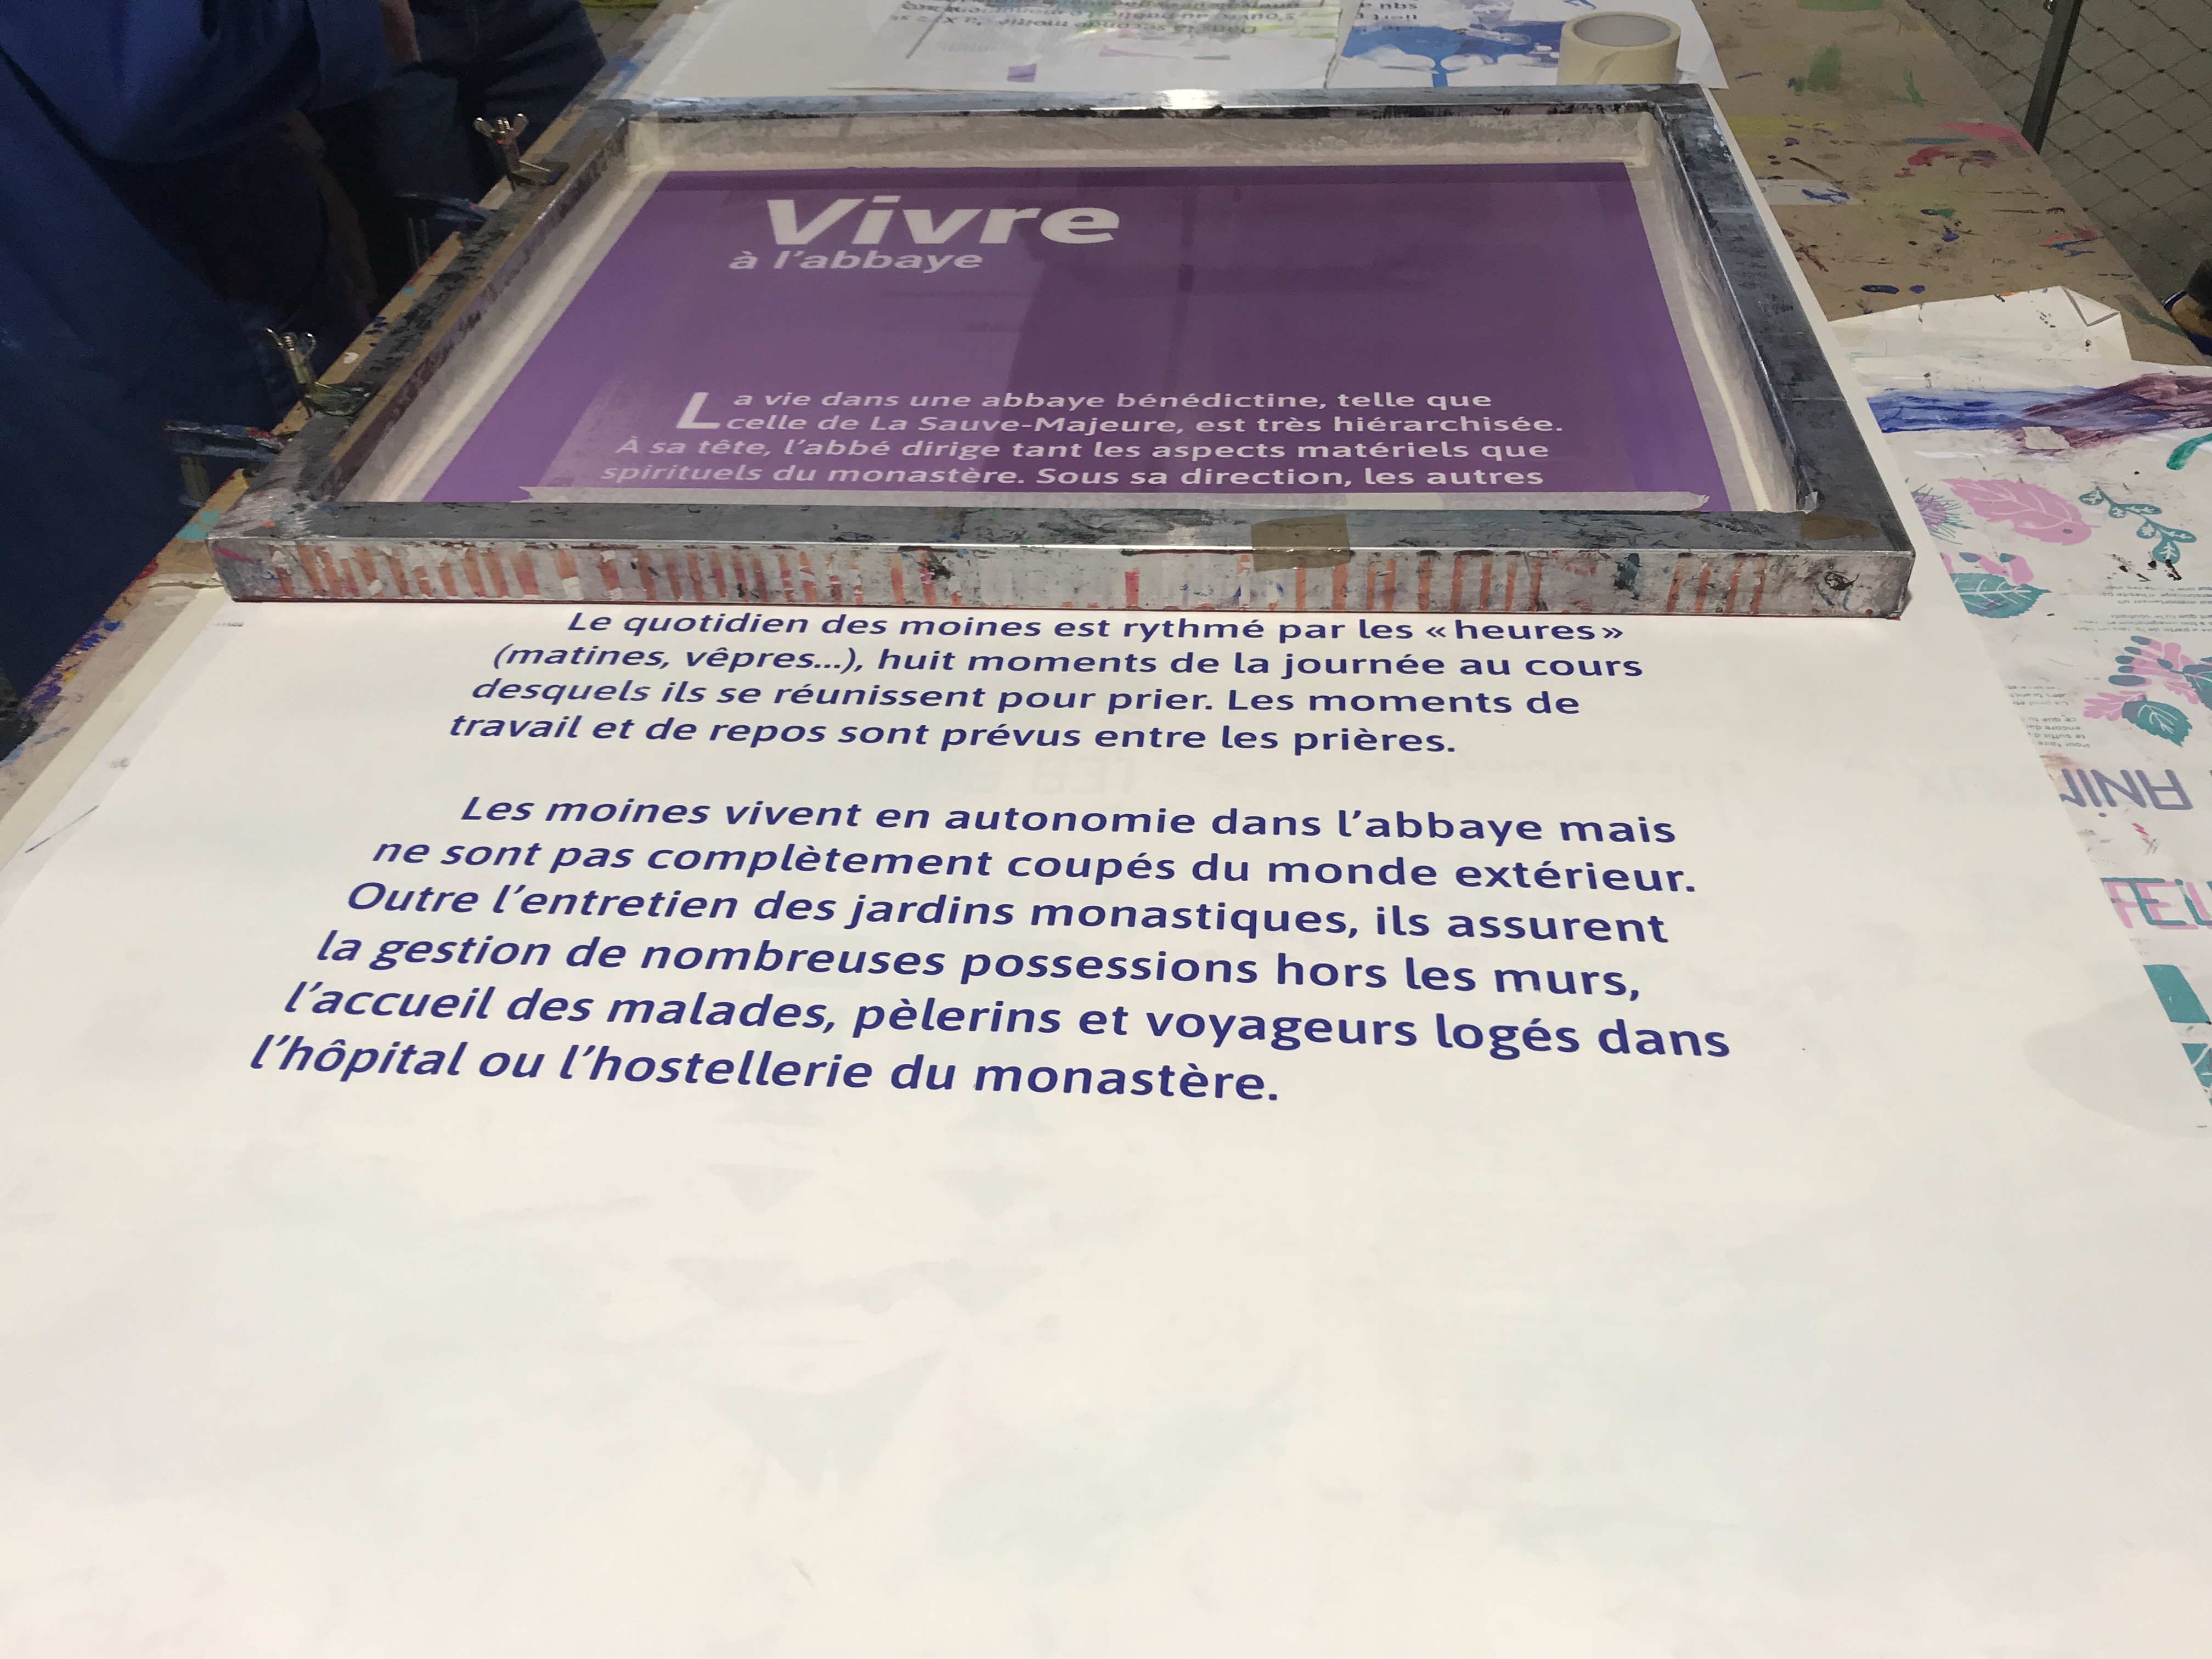 Vivre
à l'abbaye
La vie dans une abbaye bénédictine, telle que
celle de La Sauve-Majeure, est très hiérarchisée.
À sa tête, l'abbé dirige tant les aspects matériels que
spirituels du monastère. Sous sa direction, les autres
Le quotidien des moines est rythmé par les « heures »
(matines, vêpres...), huit moments de la journée au cours
desquels ils se réunissent pour prier. Les moments de
travail et de repos sont prévus entre les prières.
Les moines vivent en autonomie dans l'abbaye mais
ne sont pas complètement coupés du monde extérieur.
Outre l'entretien des jardins monastiques, ils assurent
la gestion de nombreuses possessions hors les murs,
l'accueil des malades, pèlerins et voyageurs logés dans
l'hôpital ou l'hostellerie du monastère.